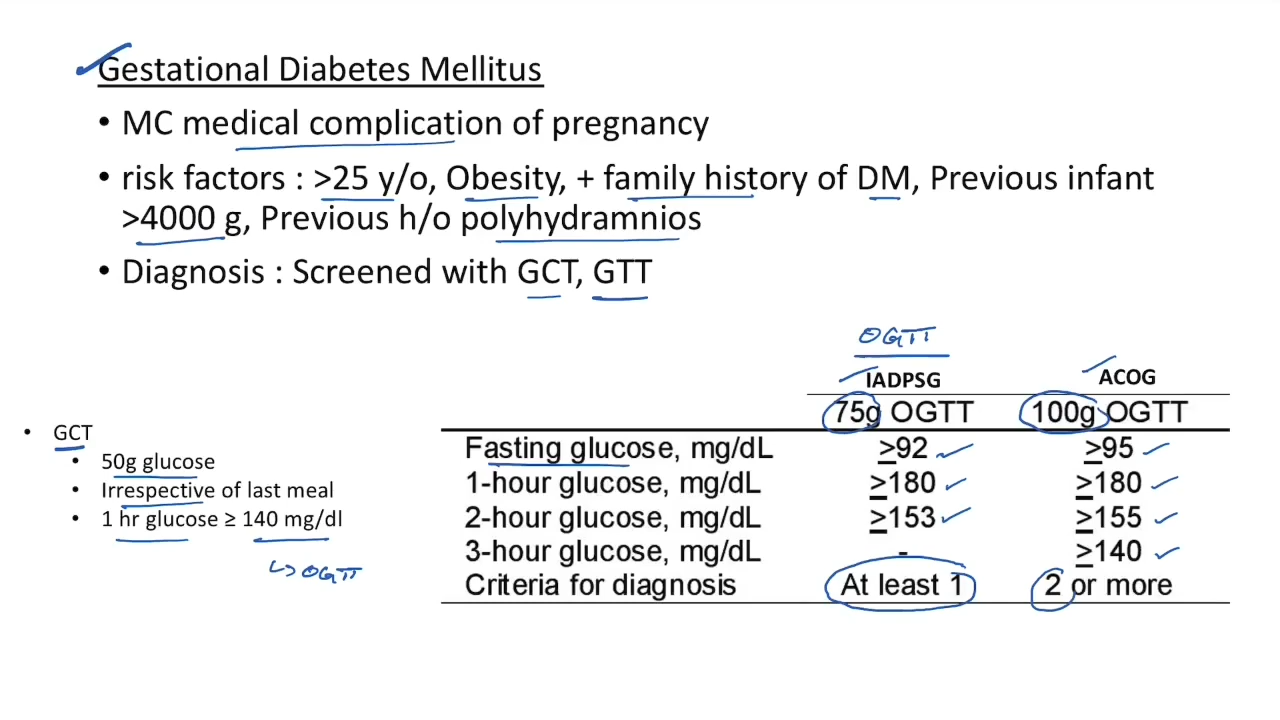 Gestational Diabetes Mellitus
• MC medical complication of pregnancy
• risk factors : >25 y/o, Obesity, + family history of DM, Previous infant
>4000 g, Previous h/o polyhydramnios
• Diagnosis : Screened with GCT, GTT
• GCT
• 50g glucose
• Irrespective of last meal
• 1 hr glucose ≥ 140 mg/dl
↳ OGTT
OGTT
IADPSG ACOG
75g OGTT 100g OGTT
Fasting glucose, mg/dL ≥92 ≥95
1-hour glucose, mg/dL ≥180 ≥180
2-hour glucose, mg/dL ≥153 ≥155
3-hour glucose, mg/dL - ≥140
Criteria for diagnosis At least 1 2 or more